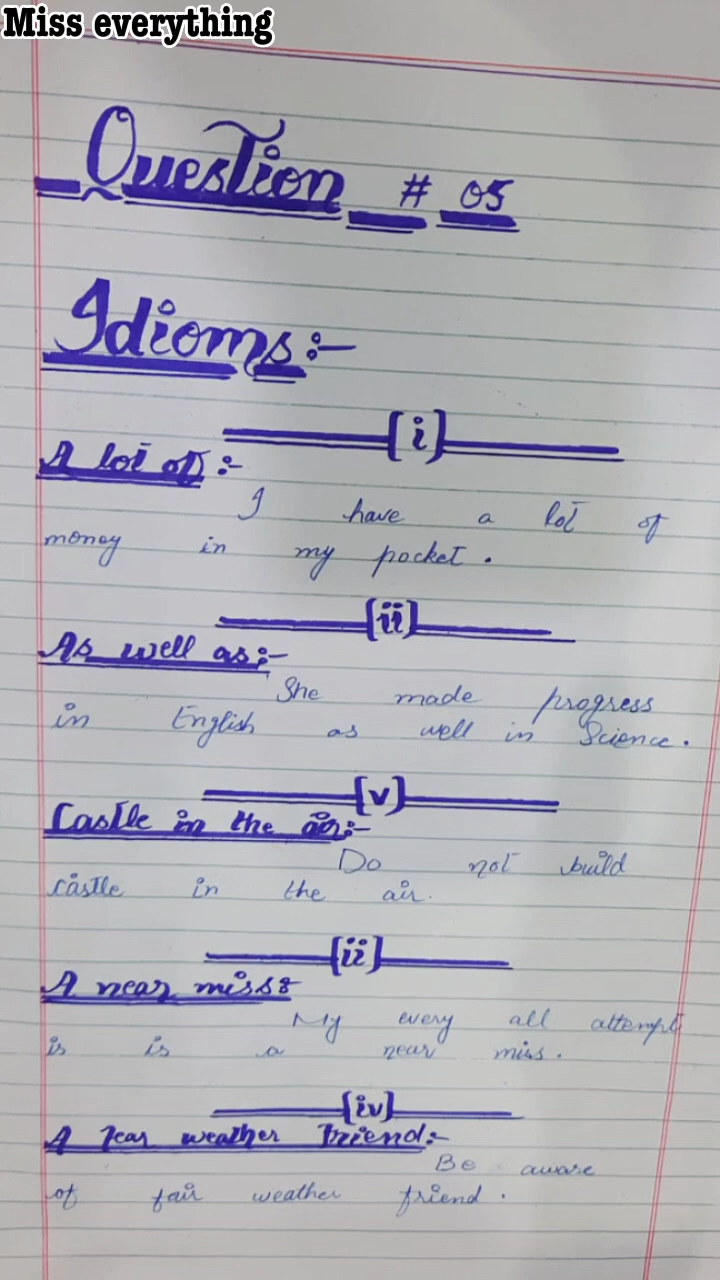 Miss everything
Question # 05
Idioms:-
[i]
A lot of:-
I have a lot of
money in my pocket.
[ii]
As well as:-
She made progress
in English as well in Science.
[v]
Castle in the air:-
Do not build
castle in the air.
[ii]
A near miss:
My every all attempt
is is a near miss.
[iv]
A fear weather friend:-
Be aware
of fair weather friend.